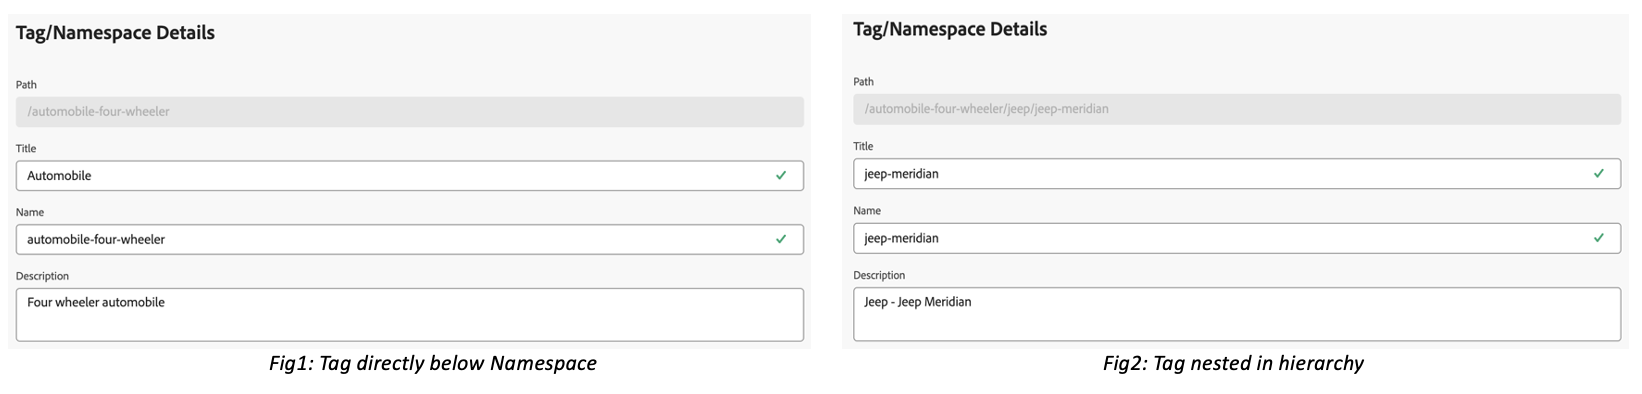 Tag/Namespace Details
Path
/automobile-four-wheeler
Title
Automobile
Name
automobile-four-wheeler
Description
Four wheeler automobile
Fig1: Tag directly below Namespace
Tag/Namespace Details
Path
/automobile-four-wheeler/jeep/jeep-meridian
Title
jeep-meridian
Name
jeep-meridian
Description
Jeep - Jeep Meridian
Fig2: Tag nested in hierarchy